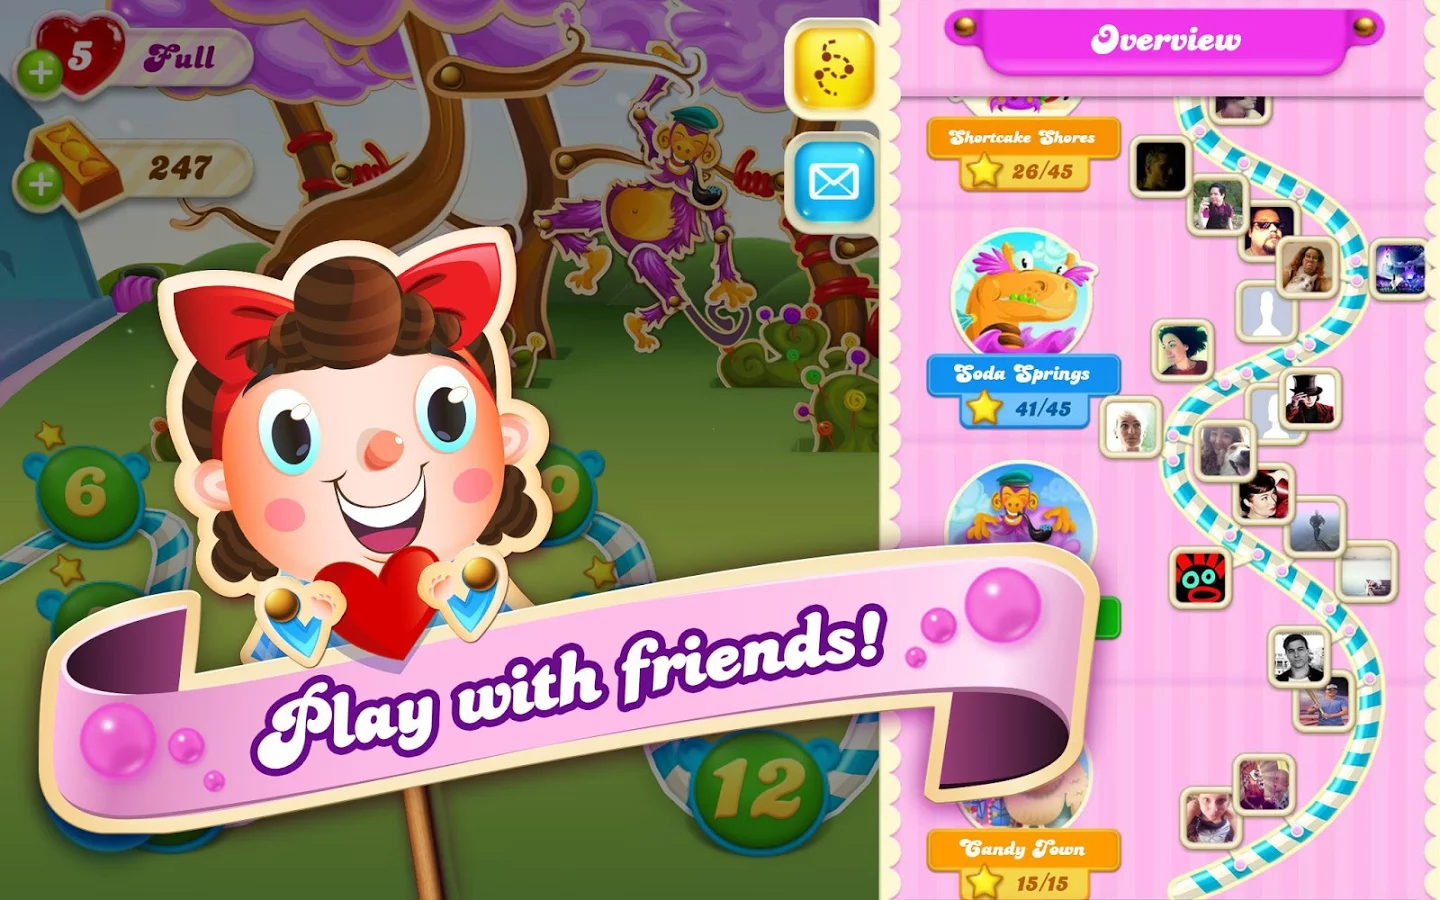 5 Full
247
Overview
Shortcake Shores
26/45
Soda Springs
41/45
6
Play with friends!
12
Candy Town
15/15